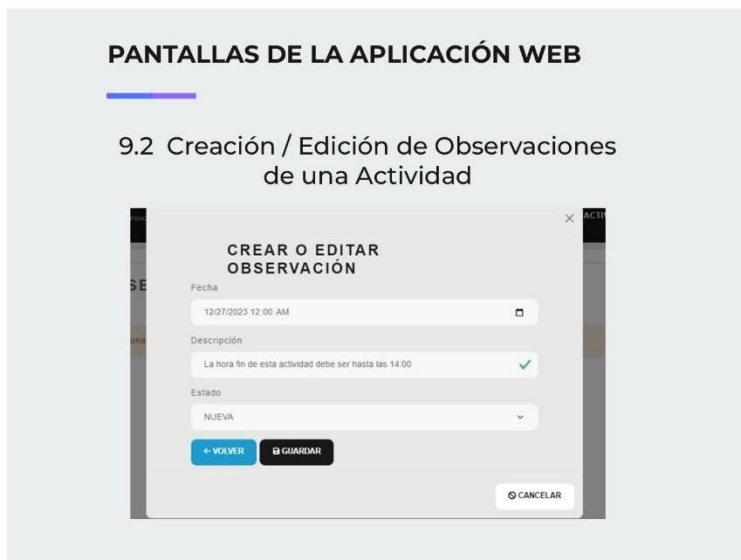 PANTALLAS DE LA APLICACIÓN WEB
9.2 Creación / Edición de Observaciones
de una Actividad
CREAR O EDITAR
OBSERVACIÓN
Fecha
12/27/2023 12:00 AM
Descripción
La hora fin de esta actividad debe ser hasta las 14:00
Estado
NUEVA
VOLVER GUARDAR
CANCELAR